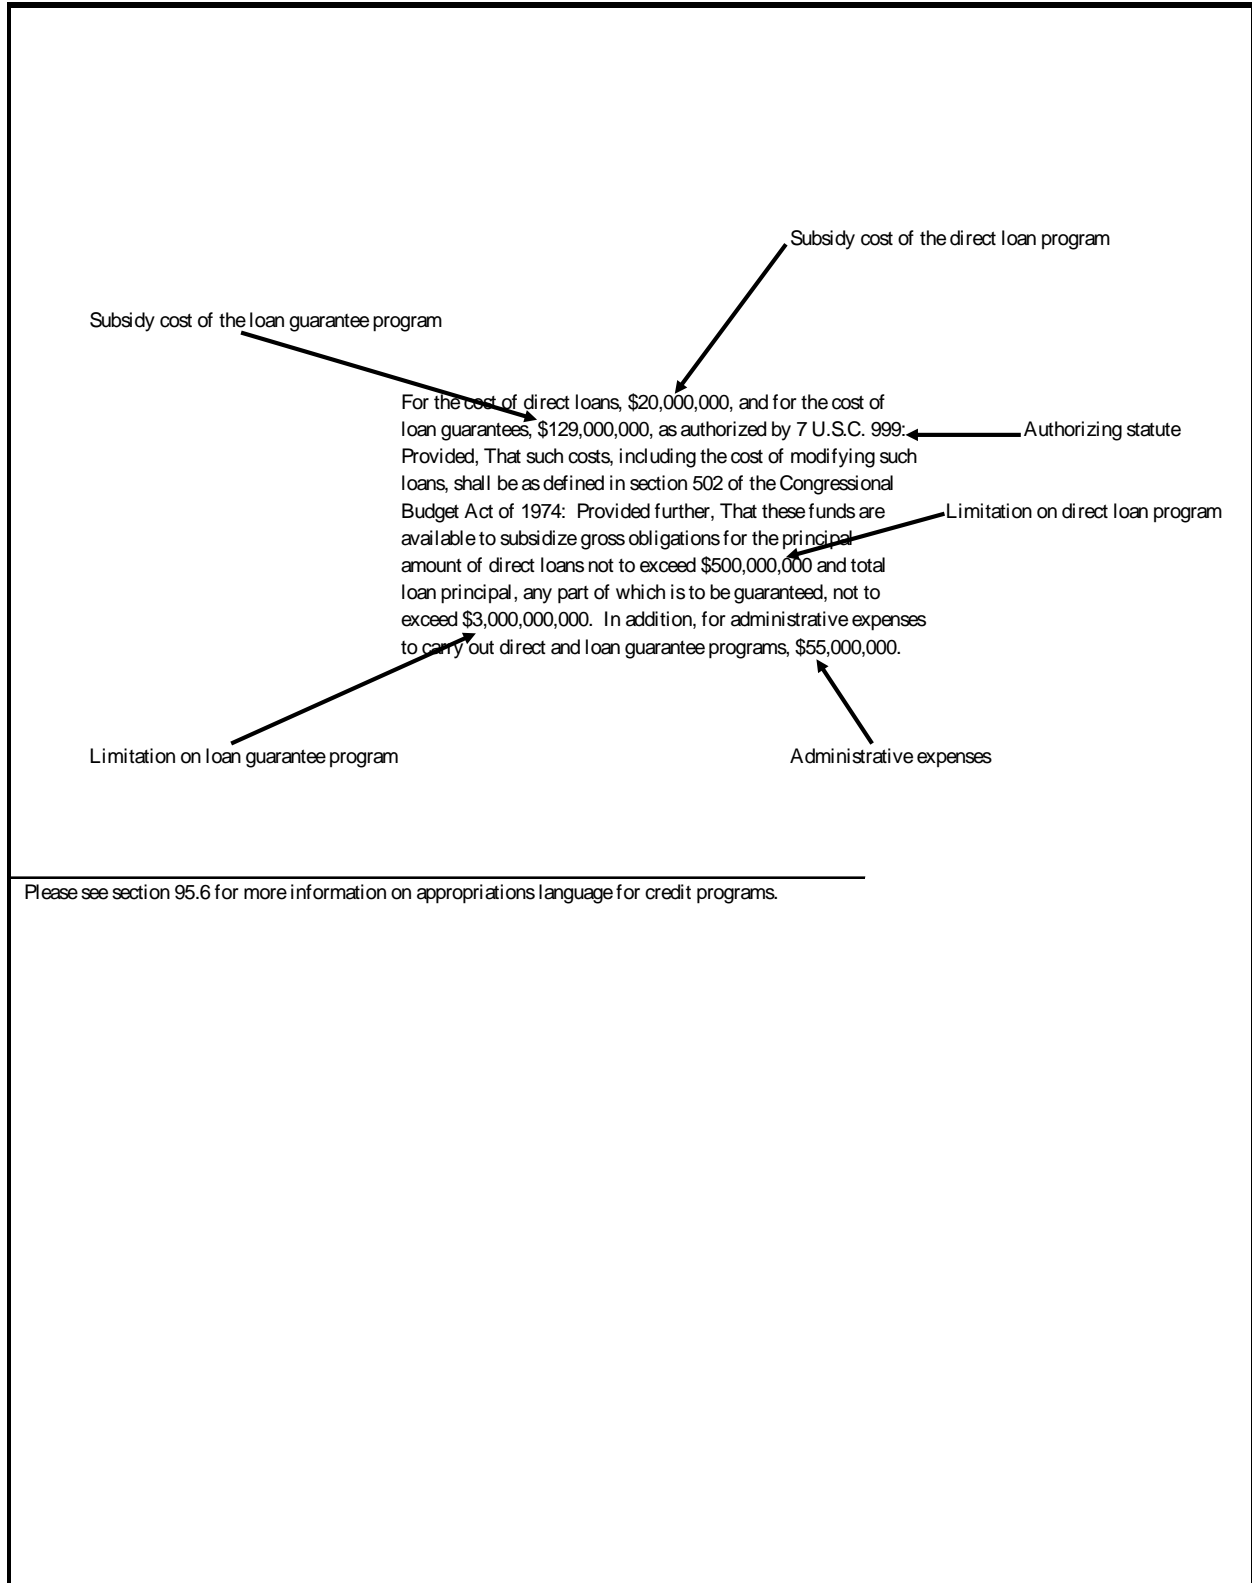 Subsidy cost of the direct loan program
Subsidy cost of the loan guarantee program
For the cost of direct loans, $20,000,000, and for the cost of
loan guarantees, $129,000,000, as authorized by 7 U.S.C. 999:
Authorizing statute
Provided, That such costs, including the cost of modifying such
loans, shall be as defined in section 502 of the Congressional
Budget Act of 1974:  Provided further, That these funds are
Limitation on direct loan program
available to subsidize gross obligations for the principal
amount of direct loans not to exceed $500,000,000 and total
loan principal, any part of which is to be guaranteed, not to
exceed $3,000,000,000.  In addition, for administrative expenses
to carry out direct and loan guarantee programs, $55,000,000.
Limitation on loan guarantee program
Administrative expenses
Please see section 95.6 for more information on appropriations language for credit programs.